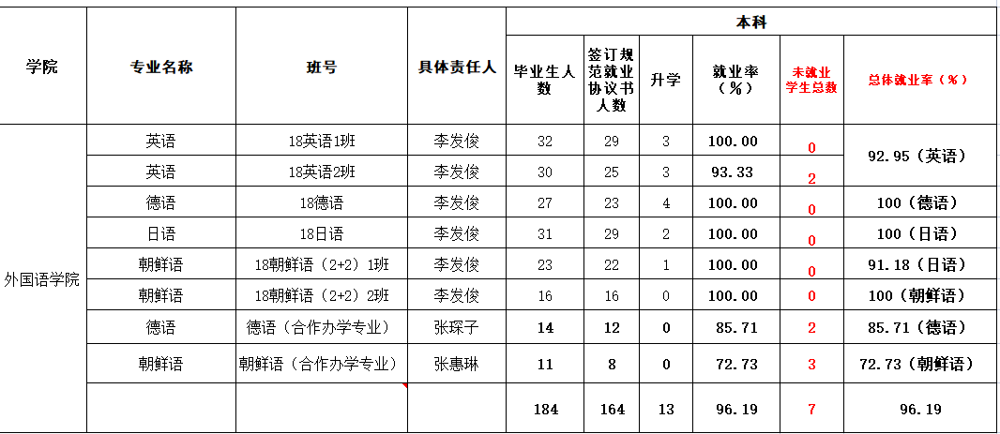 学院 专业名称 班号 具体责任人 本科
毕业生人数 签订规范就业协议书人数 升学 就业率（%） 未就业学生总数 总体就业率（%）
外国语学院
英语 18英语1班 李发俊 32 29 3 100.00 0 92.95（英语）
英语 18英语2班 李发俊 30 25 3 93.33 2
德语 18德语 李发俊 27 23 4 100.00 0 100（德语）
日语 18日语 李发俊 31 29 2 100.00 0 100（日语）
朝鲜语 18朝鲜语（2+2）1班 李发俊 23 22 1 100.00 0 91.18（日语）
朝鲜语 18朝鲜语（2+2）2班 李发俊 16 16 0 100.00 0 100（朝鲜语）
德语 德语（合作办学专业） 张琛子 14 12 0 85.71 2 85.71（德语）
朝鲜语 朝鲜语（合作办学专业） 张惠琳 11 8 0 72.73 3 72.73（朝鲜语）
184 164 13 96.19 7 96.19